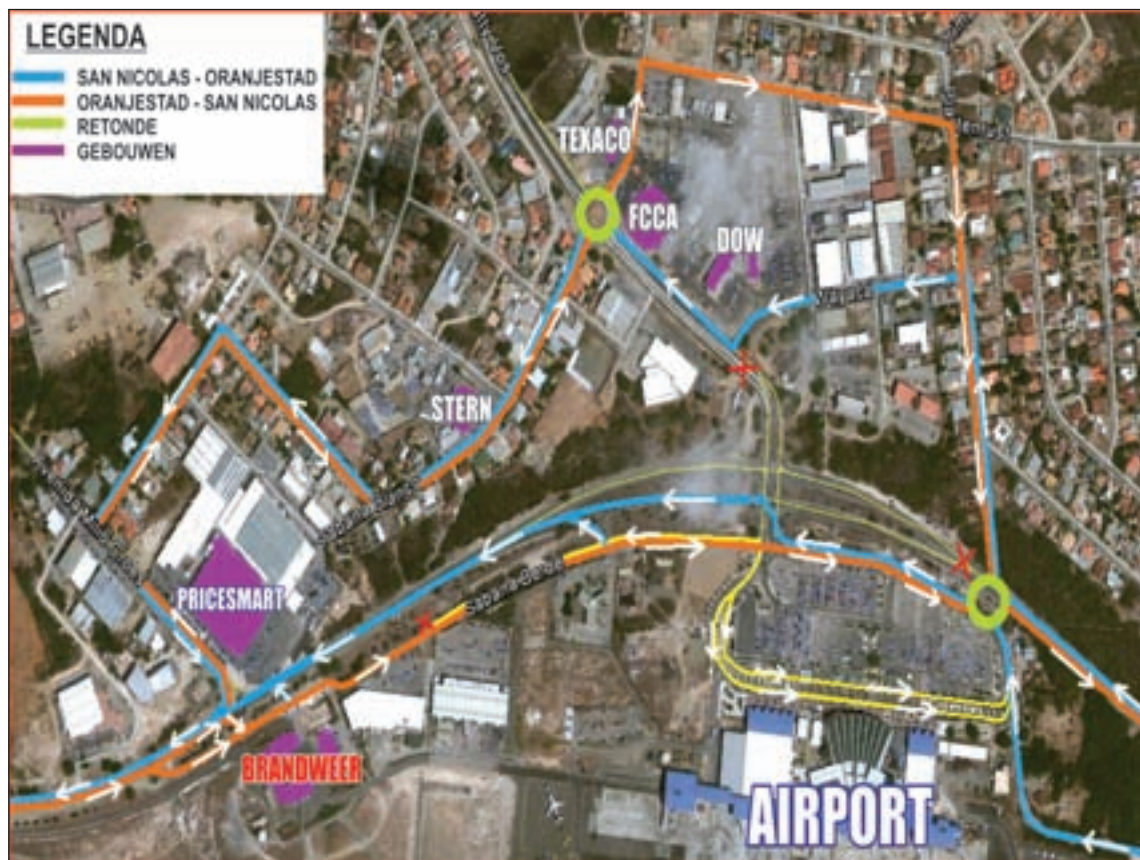 LEGENDA
SAN NICOLAS - ORANJESTAD
ORANJESTAD - SAN NICOLAS
RETONDE
GEBOUWEN
TEXACO
FCCA
DOW
STERN
PRICESMART
BRANDWEER
AIRPORT